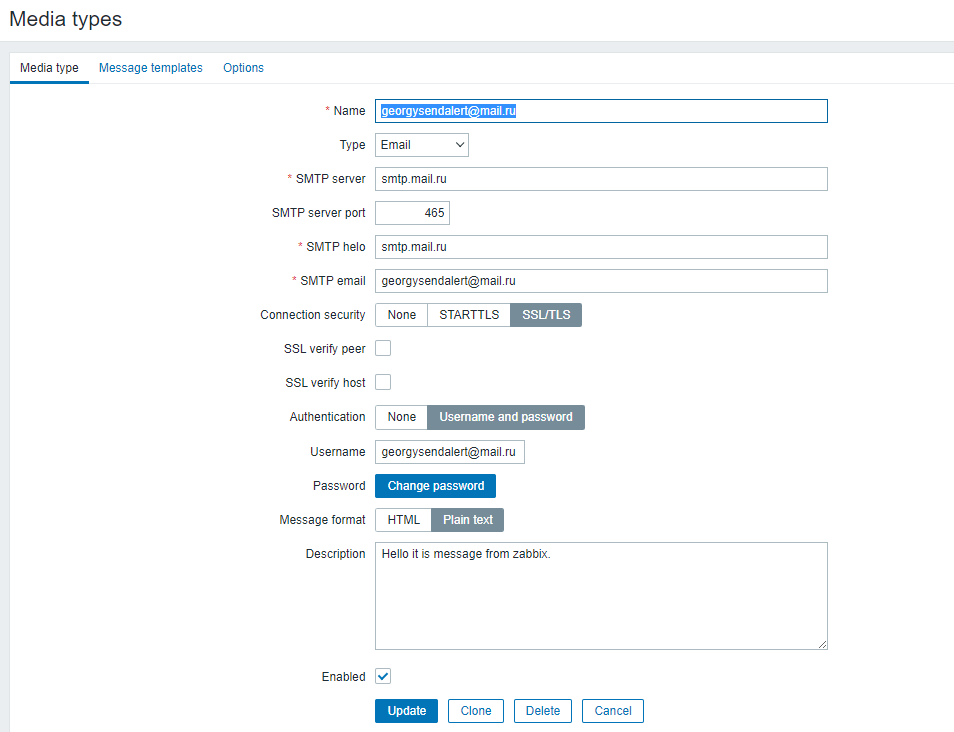 Media types
Media type Message templates Options
* Name georgysendalert@mail.ru
Type Email
* SMTP server smtp.mail.ru
SMTP server port 465
* SMTP helo smtp.mail.ru
* SMTP email georgysendalert@mail.ru
Connection security None STARTTLS SSL/TLS
SSL verify peer
SSL verify host
Authentication None Username and password
Username georgysendalert@mail.ru
Password Change password
Message format HTML Plain text
Description Hello it is message from zabbix.
Enabled
Update Clone Delete Cancel